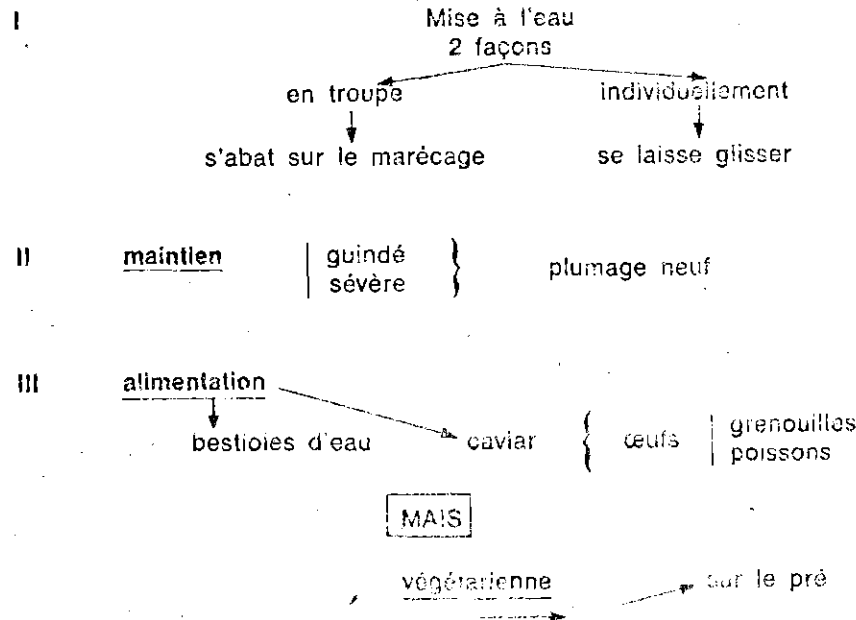 I
Mise à l'eau
2 façons
en troupe individuellement
s'abat sur le marécage se laisse glisser
II maintien guindé
sévère } plumage neuf
III alimentation
bestioles d'eau caviar { œufs grenouilles
poissons
MAIS
végétarienne sur le pré